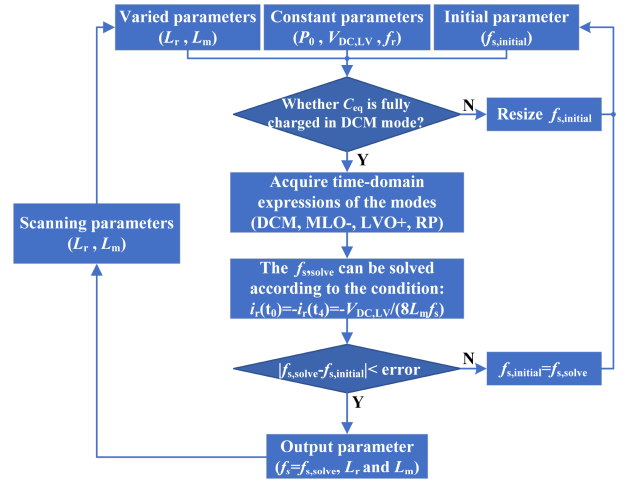 Varied parameters
(Lr , Lm)
Constant parameters
(P0 , VDC,LV , fr)
Initial parameter
(fs,initial)
Whether Ceq is fully
charged in DCM mode?
N
Resize fs,initial
Y
Acquire time-domain
expressions of the modes
(DCM, MLO-, LVO+, RP)
Scanning parameters
(Lr , Lm)
The fs,solve can be solved
according to the condition:
ir(t0)=-ir(t4)=-VDC,LV/(8Lmfs)
|fs,solve-fs,initial|< error
N
fs,initial=fs,solve
Y
Output parameter
(fs=fs,solve, Lr and Lm)